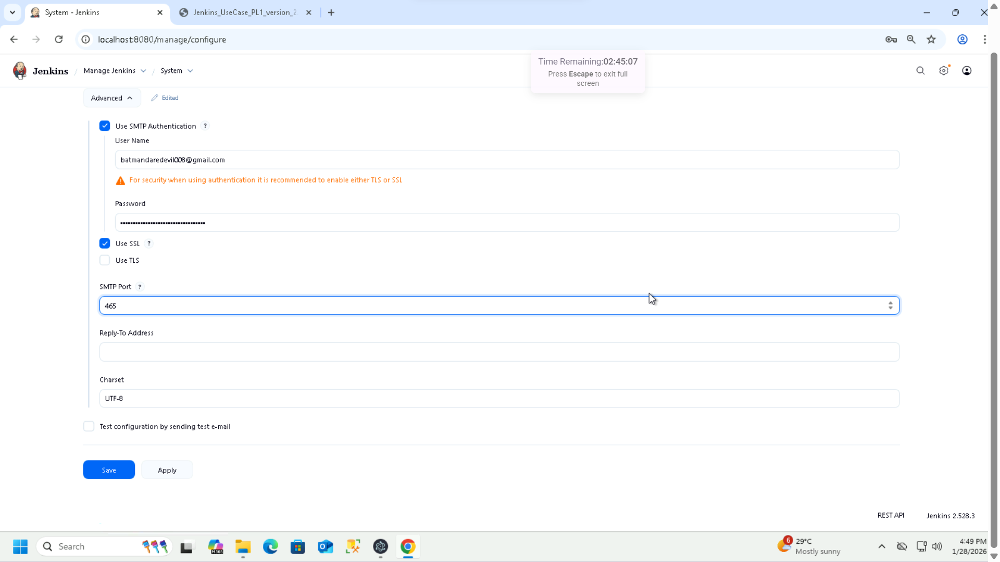 System - Jenkins
Jenkins_UseCase_PL1_version_2
localhost:8080/manage/configure
Time Remaining:02:45:07
Press Escape to exit full
screen
Jenkins / Manage Jenkins / System
Advanced
Edited
Use SMTP Authentication ?
User Name
batmandaredevil008@gmail.com
For security when using authentication it is recommended to enable either TLS or SSL
Password
Use SSL ?
Use TLS
SMTP Port ?
465
Reply-To Address
Charset
UTF-8
Test configuration by sending test e-mail
Save
Apply
REST API
Jenkins 2.528.3
Search
M365
6
29°C
Mostly sunny
4:49 PM
1/28/2026